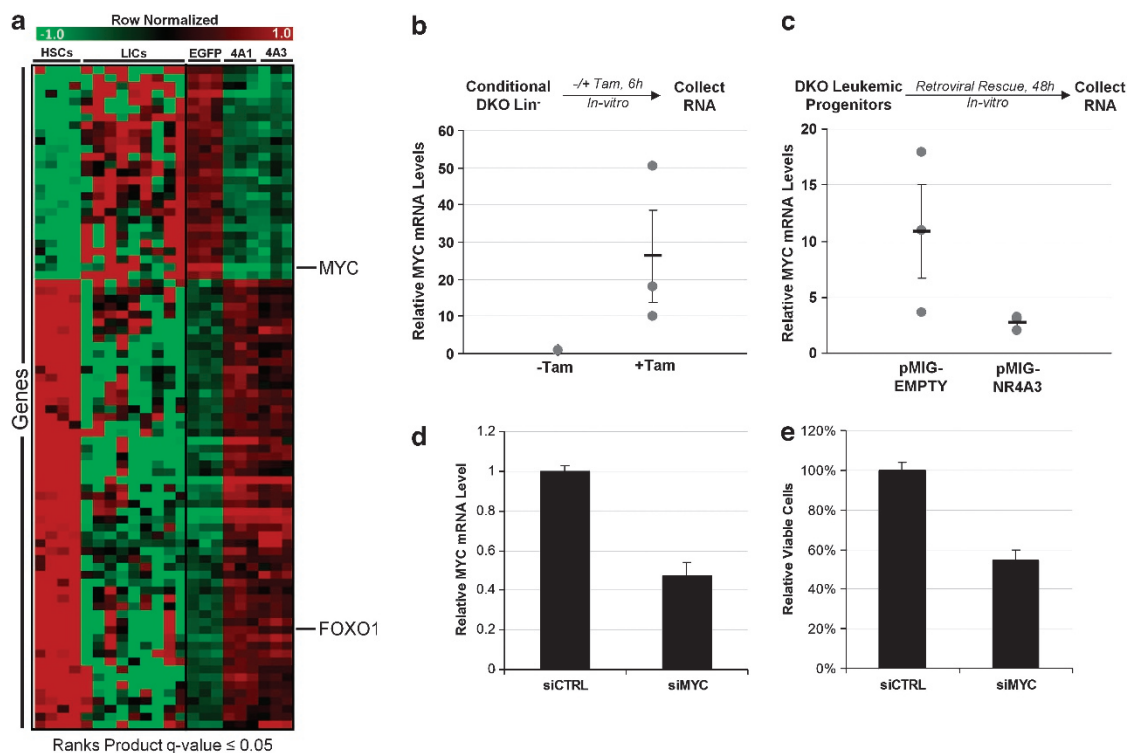 a
Row Normalized
-1.0 1.0
HSCs LICs EGFP 4A1 4A3
Genes
MYC
FOXO1
Ranks Product q-value ≤ 0.05
b
Conditional DKO Lin⁻
-/+ Tam, 6h
In-vitro
Collect RNA
Relative MYC mRNA Levels
60
50
40
30
20
10
0
-Tam +Tam
c
DKO Leukemic Progenitors
Retroviral Rescue, 48h
In-vitro
Collect RNA
Relative MYC mRNA Levels
20
15
10
5
0
pMIG-EMPTY
pMIG-NR4A3
d
Relative MYC mRNA Level
1.2
1
0.8
0.6
0.4
0.2
0
siCTRL siMYC
e
Relative Viable Cells
120%
100%
80%
60%
40%
20%
0%
siCTRL siMYC